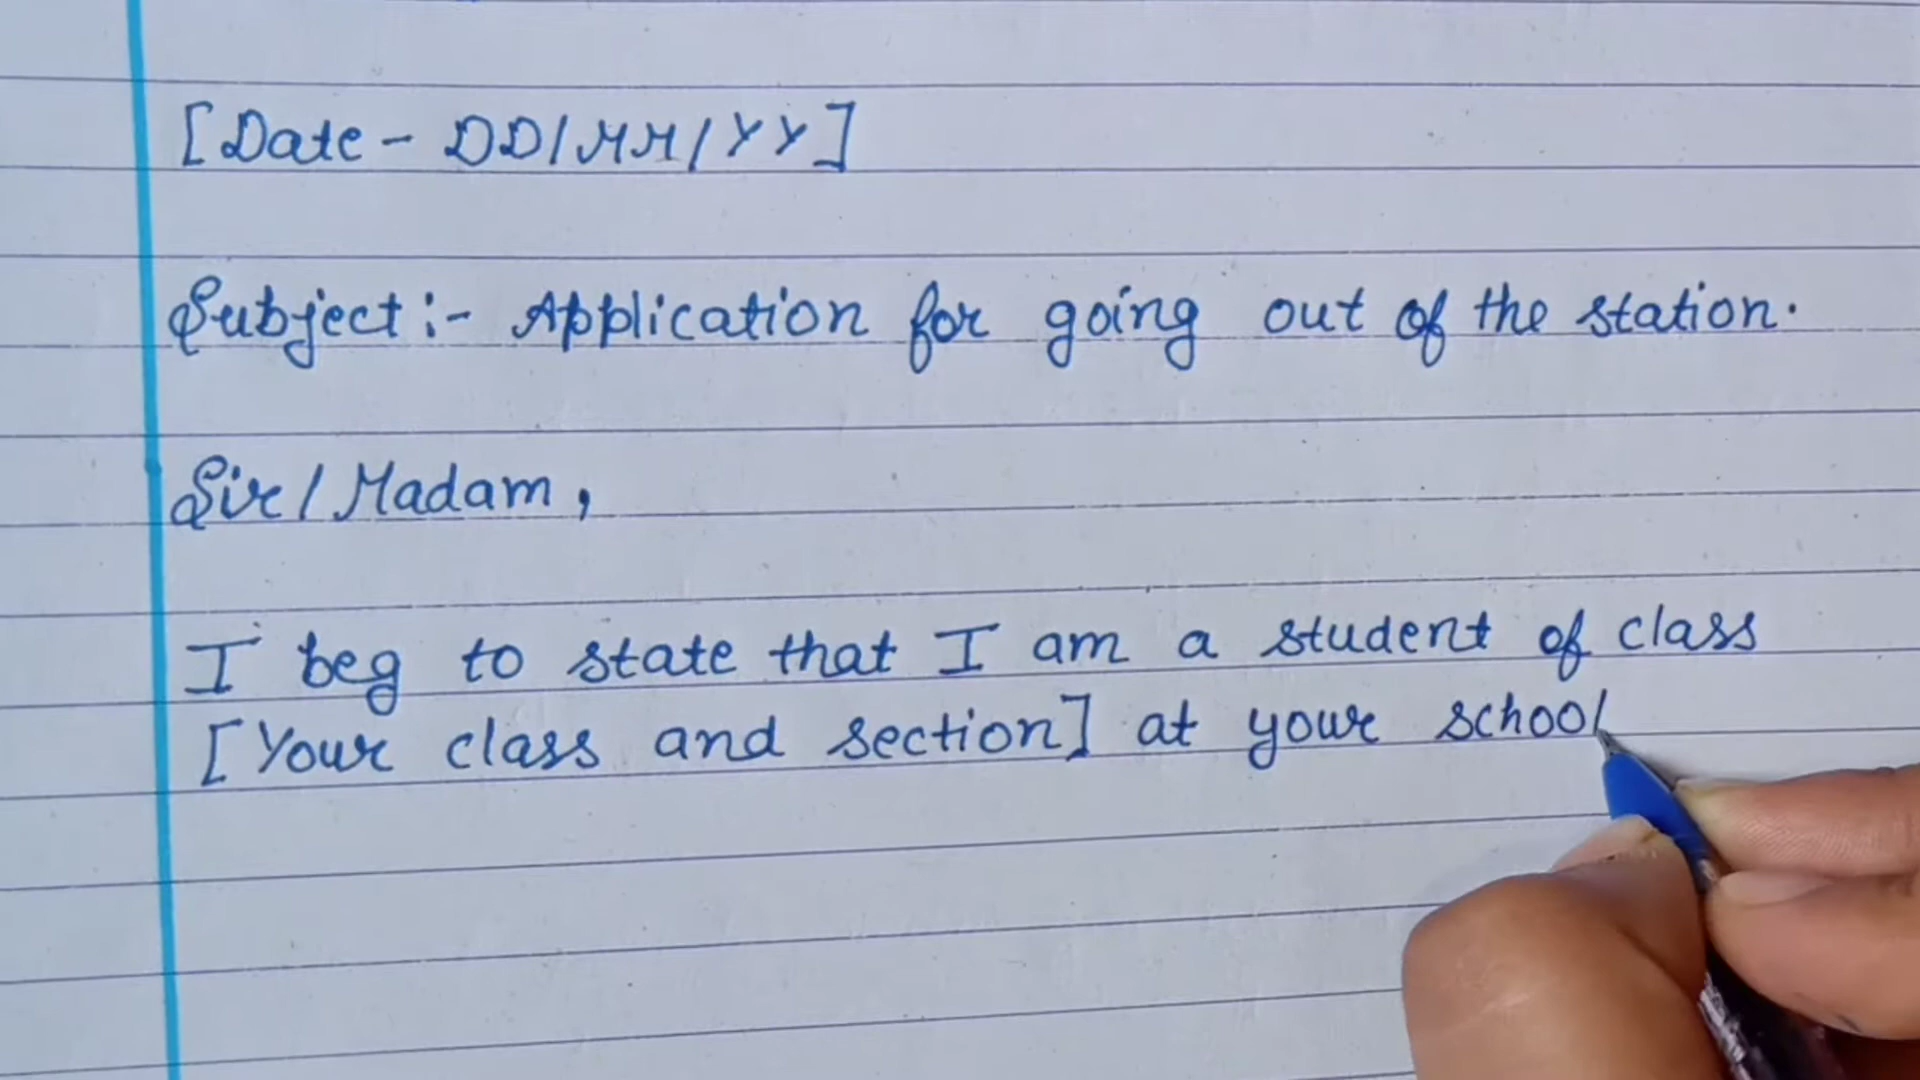 [Date - DD/MM/YY]
Subject :- Application for going out of the station.
Sir/Madam,
I beg to state that I am a student of class
[Your class and section] at your school